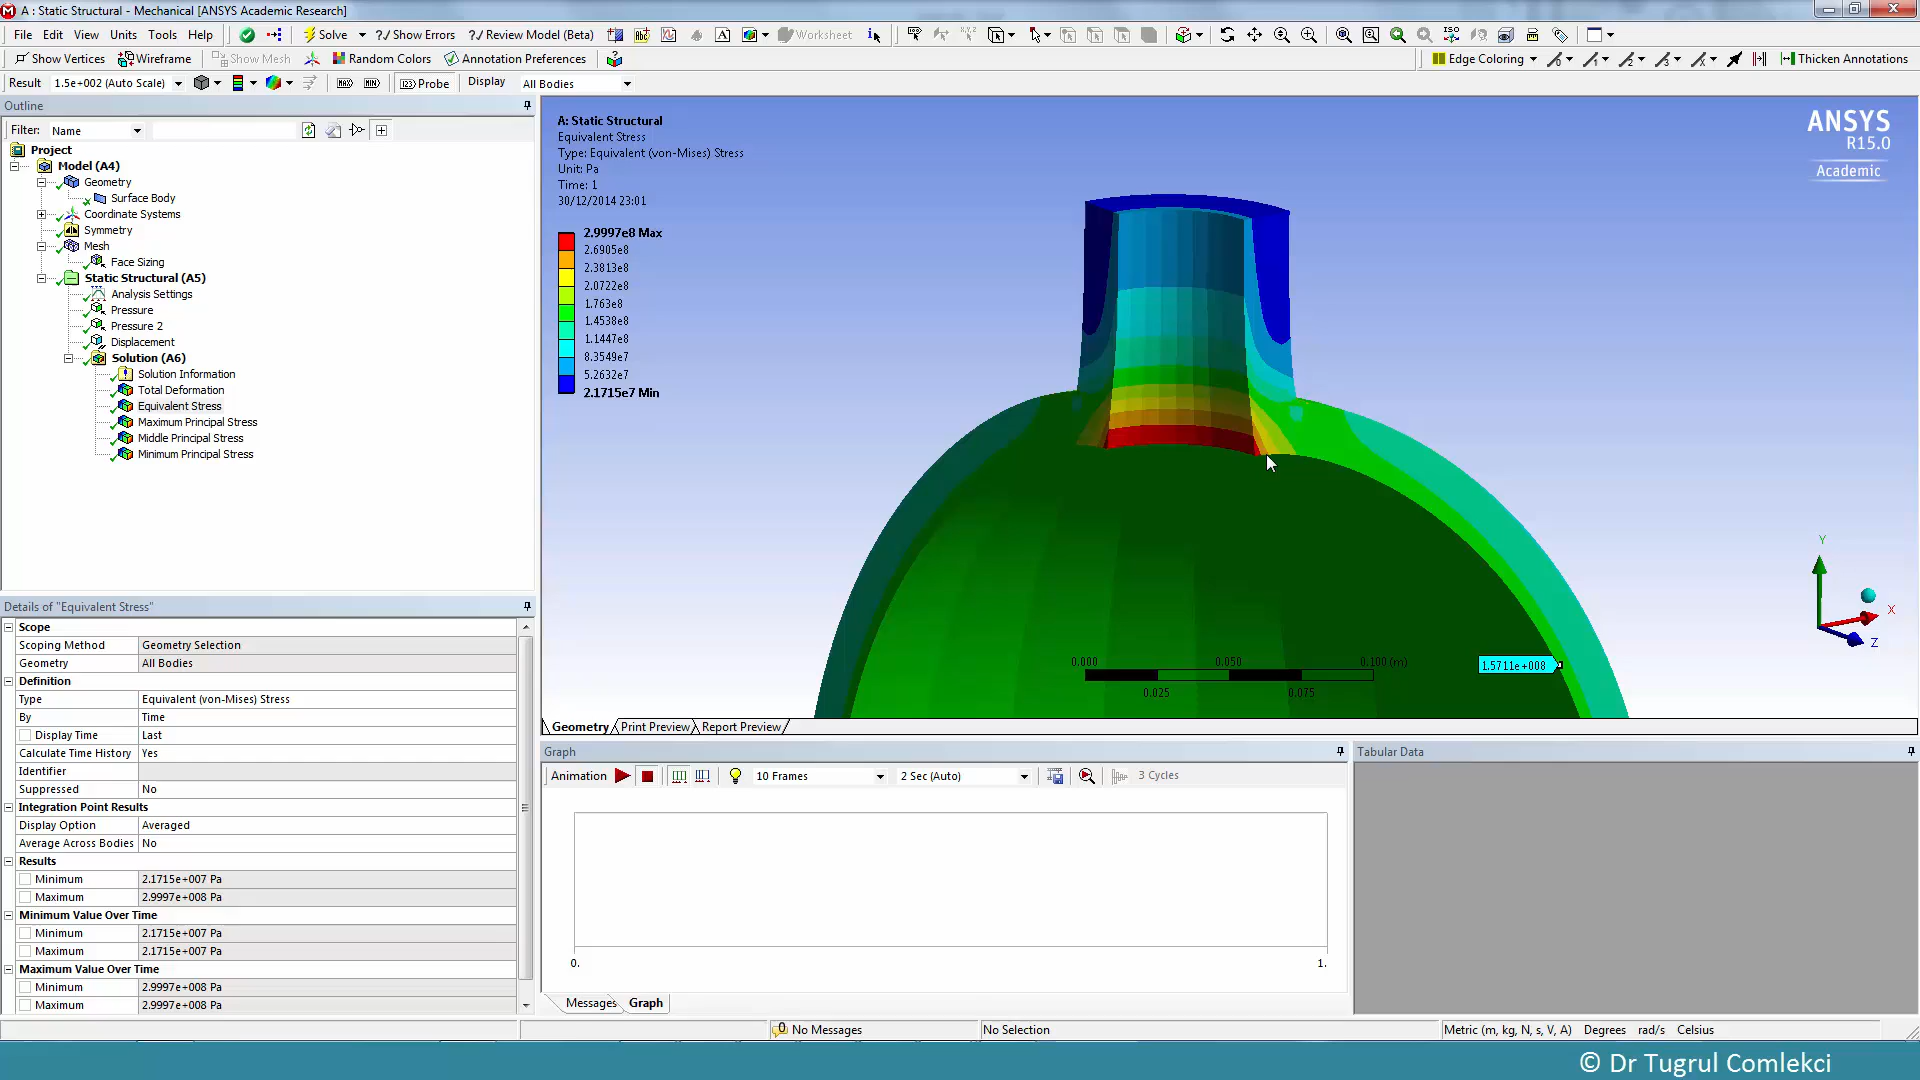 A : Static Structural - Mechanical [ANSYS Academic Research]
File Edit View Units Tools Help Solve ?/ Show Errors ?/ Review Model (Beta) Worksheet
Show Vertices Wireframe Show Mesh Random Colors Annotation Preferences Edge Coloring Thicken Annotations
Result 1.5e+002 (Auto Scale) MAX MIN Probe Display All Bodies
Outline
Filter: Name
Project
Model (A4)
Geometry
Surface Body
Coordinate Systems
Symmetry
Mesh
Face Sizing
Static Structural (A5)
Analysis Settings
Pressure
Pressure 2
Displacement
Solution (A6)
Solution Information
Total Deformation
Equivalent Stress
Maximum Principal Stress
Middle Principal Stress
Minimum Principal Stress
Details of "Equivalent Stress"
Scope
Scoping Method Geometry Selection
Geometry All Bodies
Definition
Type Equivalent (von-Mises) Stress
By Time
Display Time Last
Calculate Time History Yes
Identifier
Suppressed No
Integration Point Results
Display Option Averaged
Average Across Bodies No
Results
Minimum 2.1715e+007 Pa
Maximum 2.9997e+008 Pa
Minimum Value Over Time
Minimum 2.1715e+007 Pa
Maximum 2.1715e+007 Pa
Maximum Value Over Time
Minimum 2.9997e+008 Pa
Maximum 2.9997e+008 Pa
A: Static Structural
Equivalent Stress
Type: Equivalent (von-Mises) Stress
Unit: Pa
Time: 1
30/12/2014 23:01
2.9997e8 Max
2.6905e8
2.3813e8
2.0722e8
1.763e8
1.4538e8
1.1447e8
8.3549e7
5.2632e7
2.1715e7 Min
ANSYS
R15.0
Academic
Y
X
Z
0.000 0.050 0.100 (m)
0.025 0.075
1.5711e+008
Geometry Print Preview Report Preview
Graph
Animation 10 Frames 2 Sec (Auto) 3 Cycles
0. 1.
Messages Graph
Tabular Data
No Messages No Selection Metric (m, kg, N, s, V, A) Degrees rad/s Celsius
© Dr Tugrul Comlekci